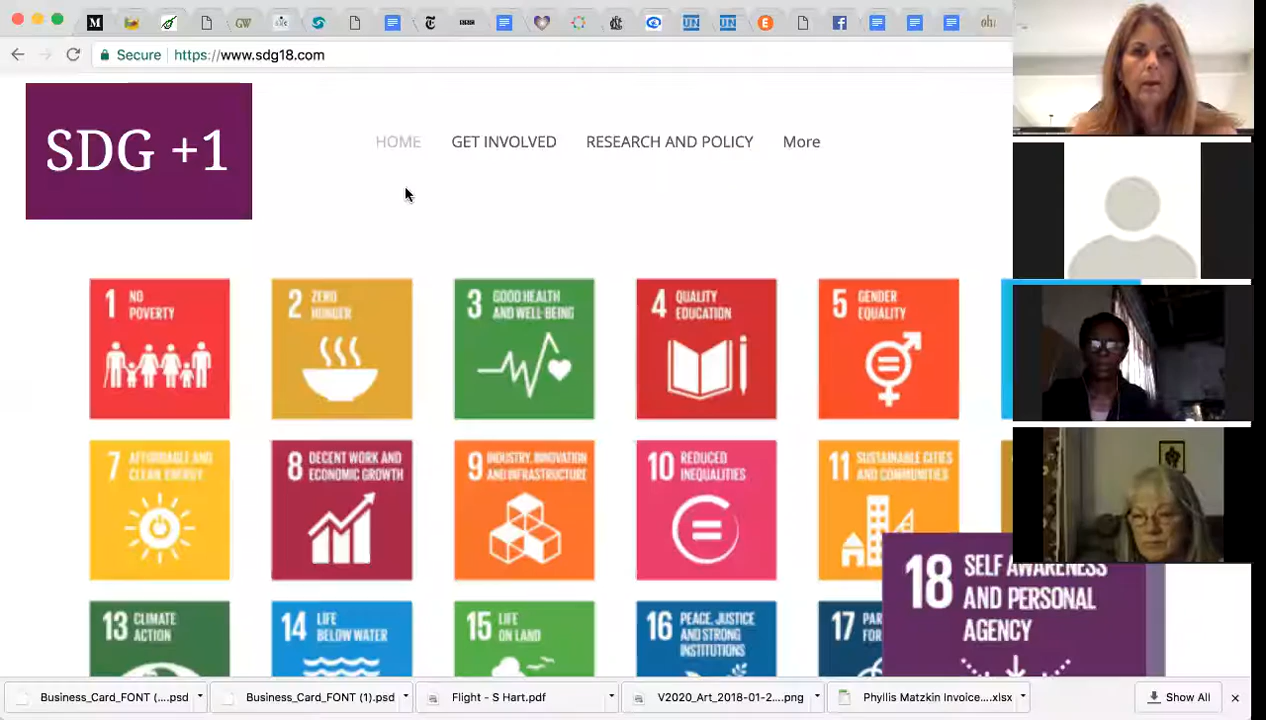 Secure https://www.sdg18.com
SDG +1
HOME GET INVOLVED RESEARCH AND POLICY More
1 NO POVERTY
2 ZERO HUNGER
3 GOOD HEALTH AND WELL-BEING
4 QUALITY EDUCATION
5 GENDER EQUALITY
7 AFFORDABLE AND CLEAN ENERGY
8 DECENT WORK AND ECONOMIC GROWTH
9 INDUSTRY, INNOVATION AND INFRASTRUCTURE
10 REDUCED INEQUALITIES
11 SUSTAINABLE CITIES AND COMMUNITIES
13 CLIMATE ACTION
14 LIFE BELOW WATER
15 LIFE ON LAND
16 PEACE, JUSTICE AND STRONG INSTITUTIONS
17 PAR FOR
18 SELF AWARENESS
AND PERSONAL
AGENCY
Business_Card_FONT (....psd
Business_Card_FONT (1).psd
Flight - S Hart.pdf
V2020_Art_2018-01-2....png
Phyllis Matzkin Invoice....xlsx
Show All